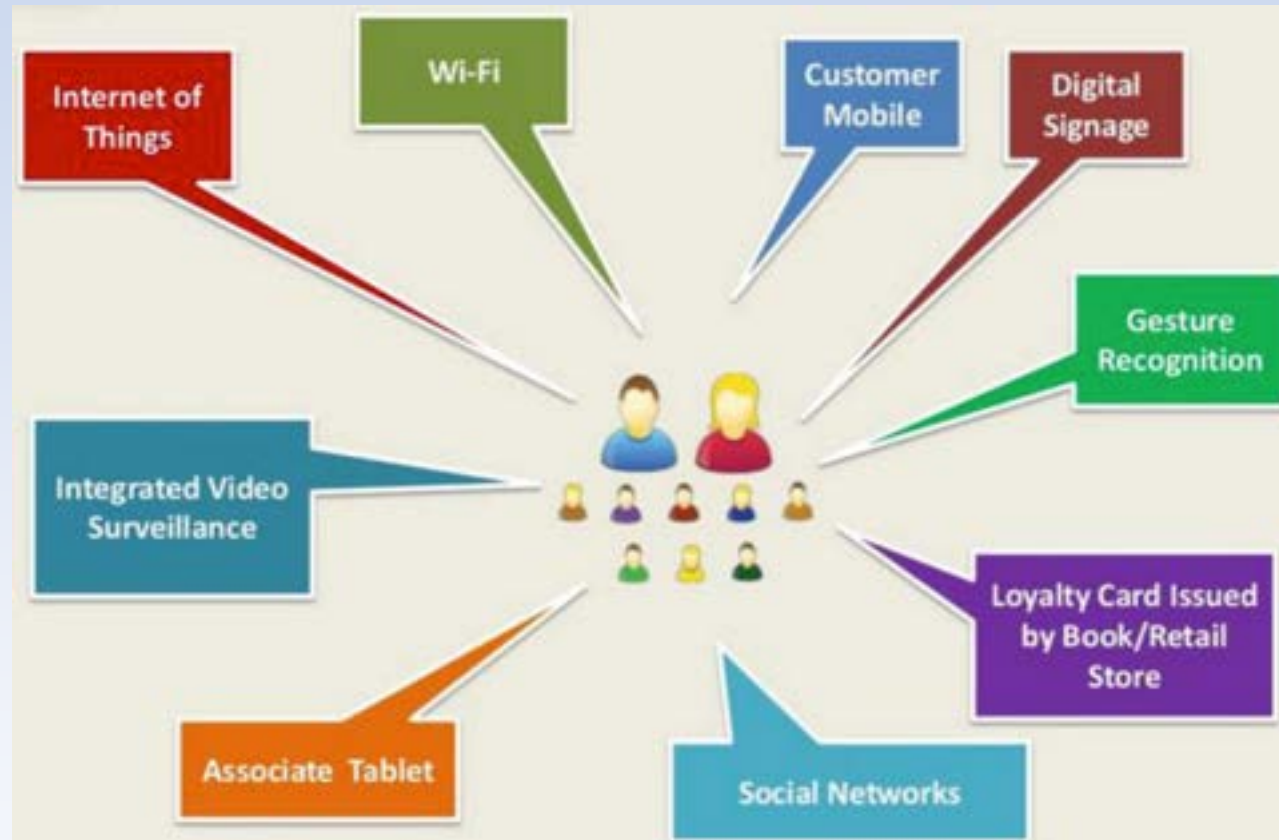 Internet of
Things
Wi-Fi
Customer
Mobile
Digital
Signage
Gesture
Recognition
Integrated Video
Surveillance
Loyalty Card Issued
by Book/Retail
Store
Associate Tablet
Social Networks